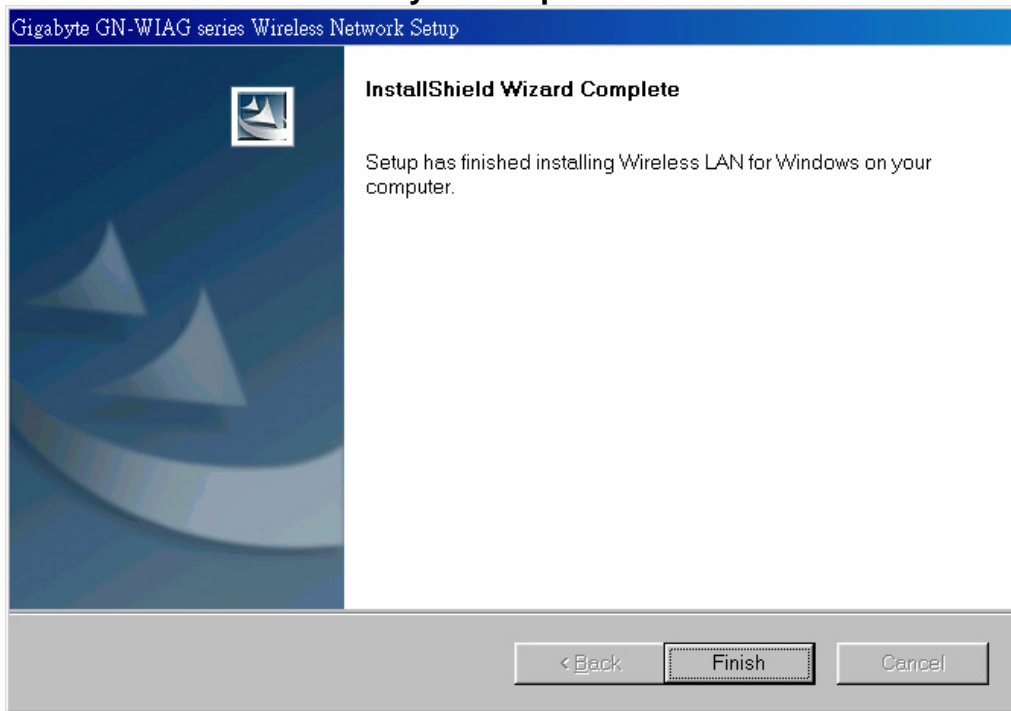 Gigabyte GN-WIAG series Wireless Network Setup
InstallShield Wizard Complete
Setup has finished installing Wireless LAN for Windows on your
computer.
< Back
Finish
Cancel